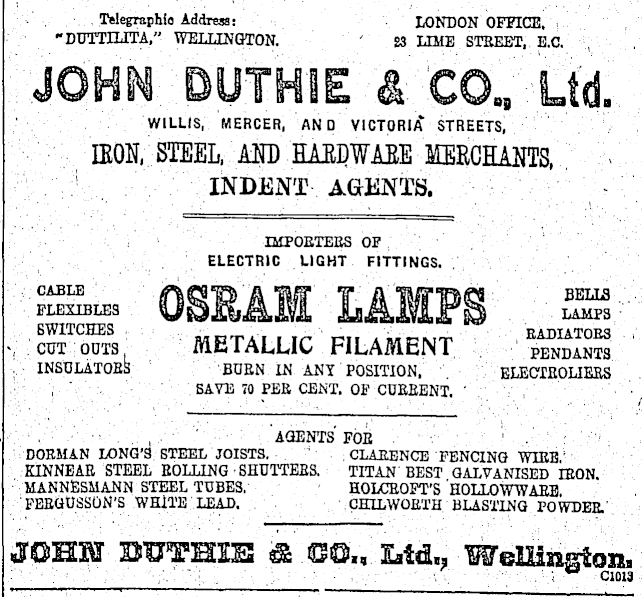 Telegraphic Address:
"DUTTILITA," WELLINGTON.
LONDON OFFICE,
23 LIME STREET, E.C.
JOHN DUTHIE & CO., Ltd.
WILLIS, MERCER, AND VICTORIA STREETS,
IRON, STEEL, AND HARDWARE MERCHANTS,
INDENT AGENTS.
IMPORTERS OF
ELECTRIC LIGHT FITTINGS.
CABLE
FLEXIBLES
SWITCHES
CUT OUTS
INSULATORS
OSRAM LAMPS
METALLIC FILAMENT
BURN IN ANY POSITION,
SAVE 70 PER CENT. OF CURRENT.
BELLS
LAMPS
RADIATORS
PENDANTS
ELECTROLIERS
AGENTS FOR
DORMAN LONG'S STEEL JOISTS.
KINNEAR STEEL ROLLING SHUTTERS.
MANNESMANN STEEL TUBES.
FERGUSSON'S WHITE LEAD.
CLARENCE FENCING WIRE.
TITAN BEST GALVANISED IRON.
HOLCROFT'S HOLLOWWARE.
CHILWORTH BLASTING POWDER.
JOHN DUTHIE & CO., Ltd., Wellington.
C1013